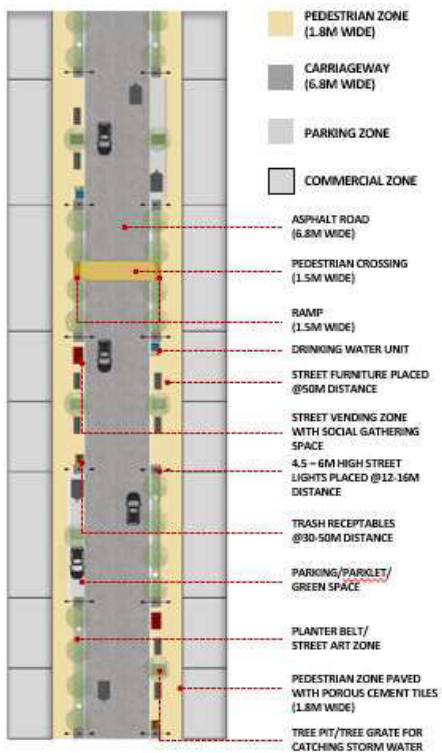 PEDESTRIAN ZONE
(1.8M WIDE)
CARRIAGEWAY
(6.8M WIDE)
PARKING ZONE
COMMERCIAL ZONE
ASPHALT ROAD
(6.8M WIDE)
PEDESTRIAN CROSSING
(1.5M WIDE)
RAMP
(1.5M WIDE)
DRINKING WATER UNIT
STREET FURNITURE PLACED
@50M DISTANCE
STREET VENDING ZONE
WITH SOCIAL GATHERING
SPACE
4.5 – 6M HIGH STREET
LIGHTS PLACED @12-16M
DISTANCE
TRASH RECEPTABLES
@30-50M DISTANCE
PARKING/PARKLET/
GREEN SPACE
PLANTER BELT/
STREET ART ZONE
PEDESTRIAN ZONE PAVED
WITH POROUS CEMENT TILES
(1.8M WIDE)
TREE PIT/TREE GRATE FOR
CATCHING STORM WATER